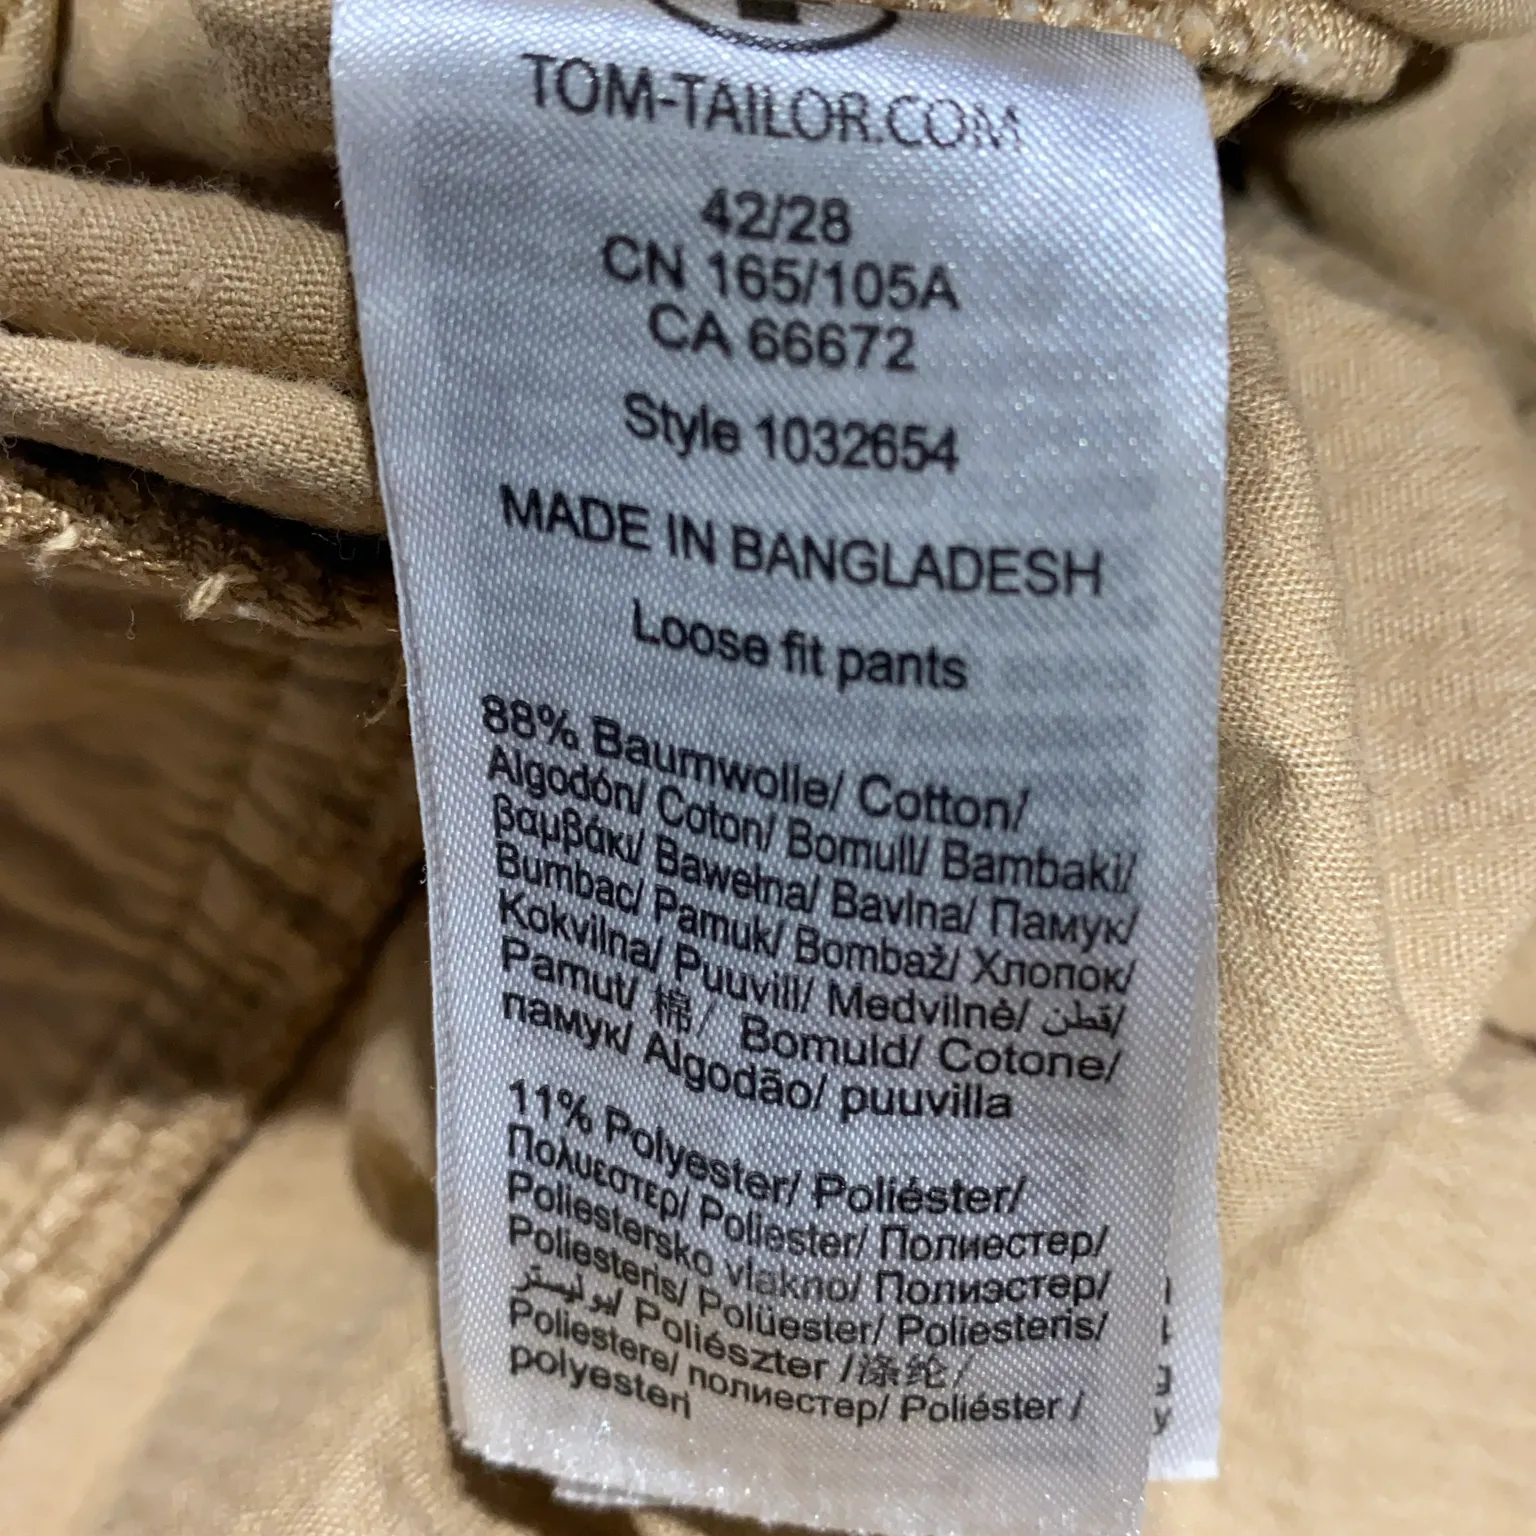 TOM-TAILOR.COM
42/28
CN 165/105A
CA 66672
Style 1032654
MADE IN BANGLADESH
Loose fit pants
88% Baumwolle/ Cotton/
Algodón/ Coton/ Bomull/ Bambaki/
βαμβάκι/ Bawełna/ Bavlna/ Памук/
Bumbac/ Pamuk/ Bombaž/ Хлопок/
Kokvilna/ Puuvill/ Medvilnė/ قطن/
Pamut/ 棉/ Bomuld/ Cotone/
памук/ Algodão/ puuvilla
11% Polyester/ Poliéster/
Πολυεστερ/ Poliester/ Полиестер/
Poliestersko vlakno/ Полиэстер/
Poliesteris/ Polüester/ Poliesteris/
بوليستر/ Poliészter /涤纶/
Poliestere/ полиестер/ Poliéster /
polyesteri